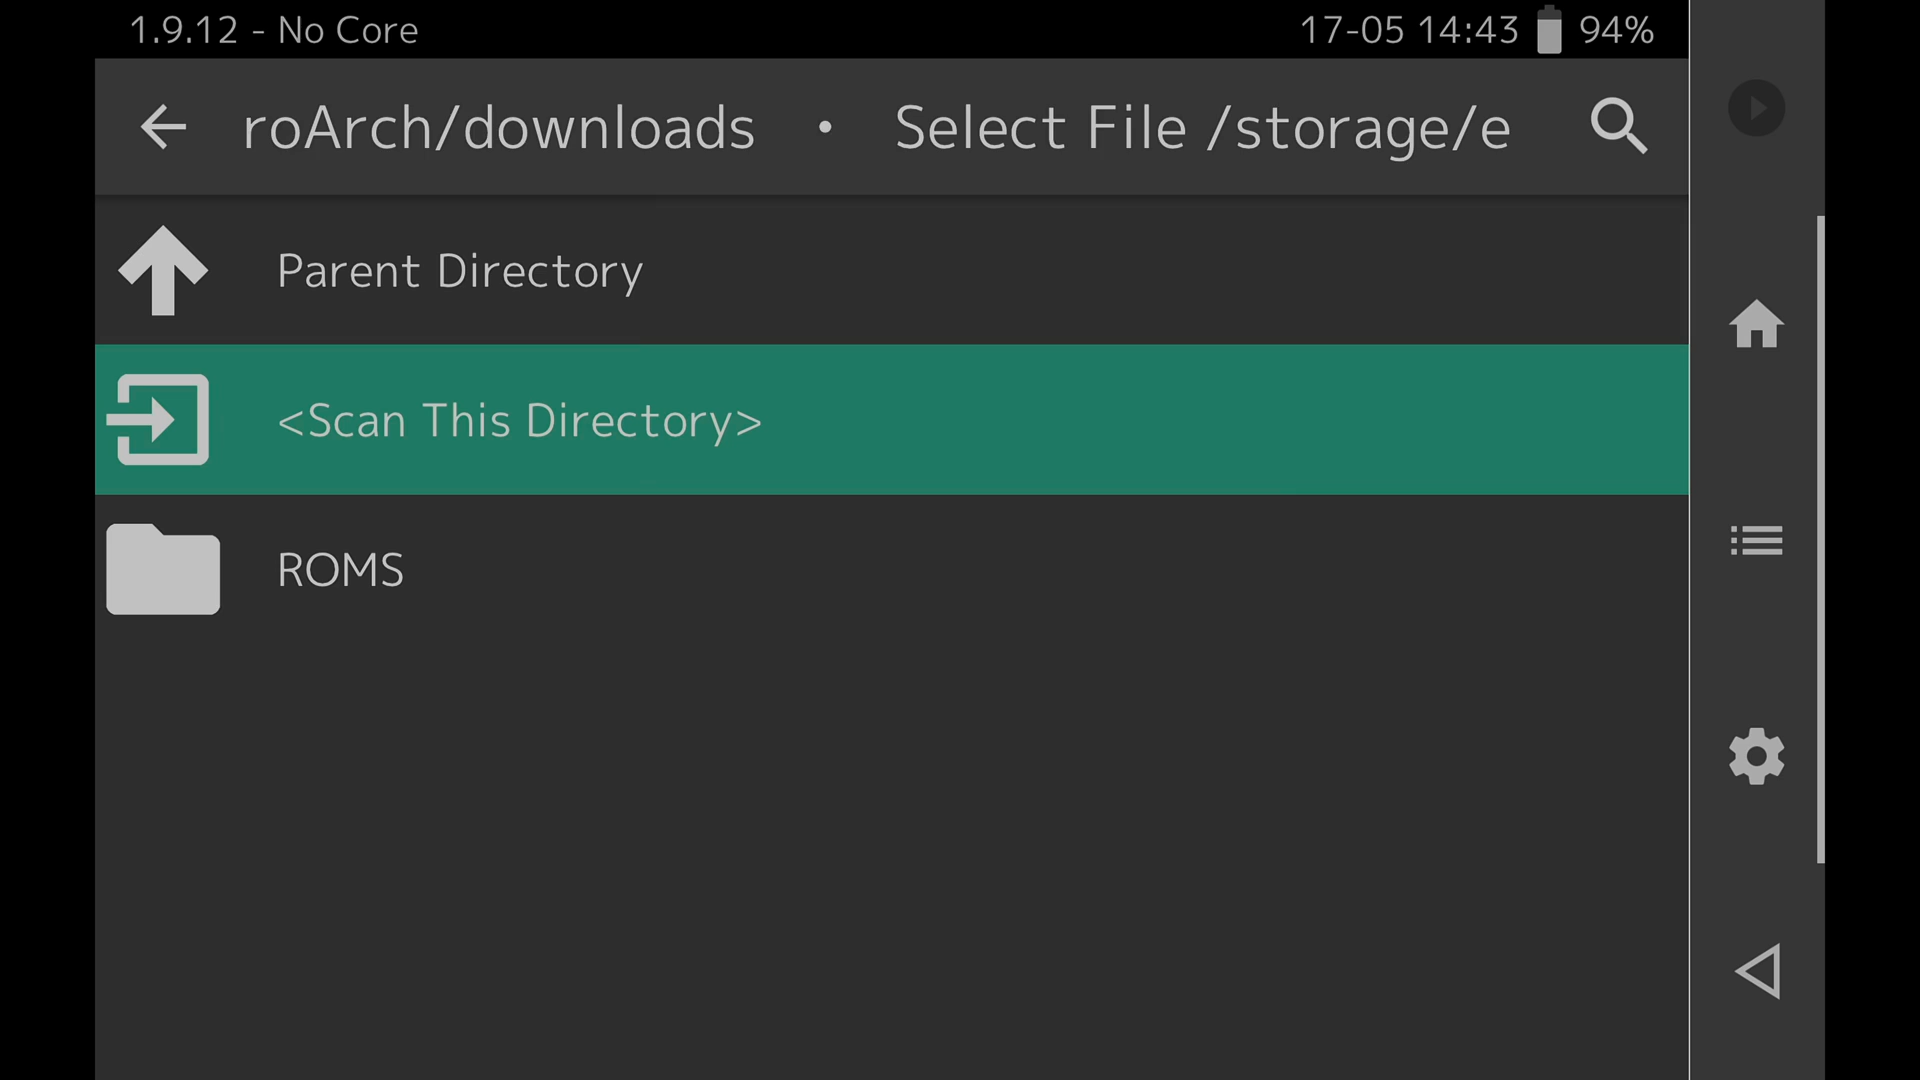 1.9.12 - No Core
17-05 14:43 94%
roArch/downloads • Select File /storage/e
Parent Directory
<Scan This Directory>
ROMS